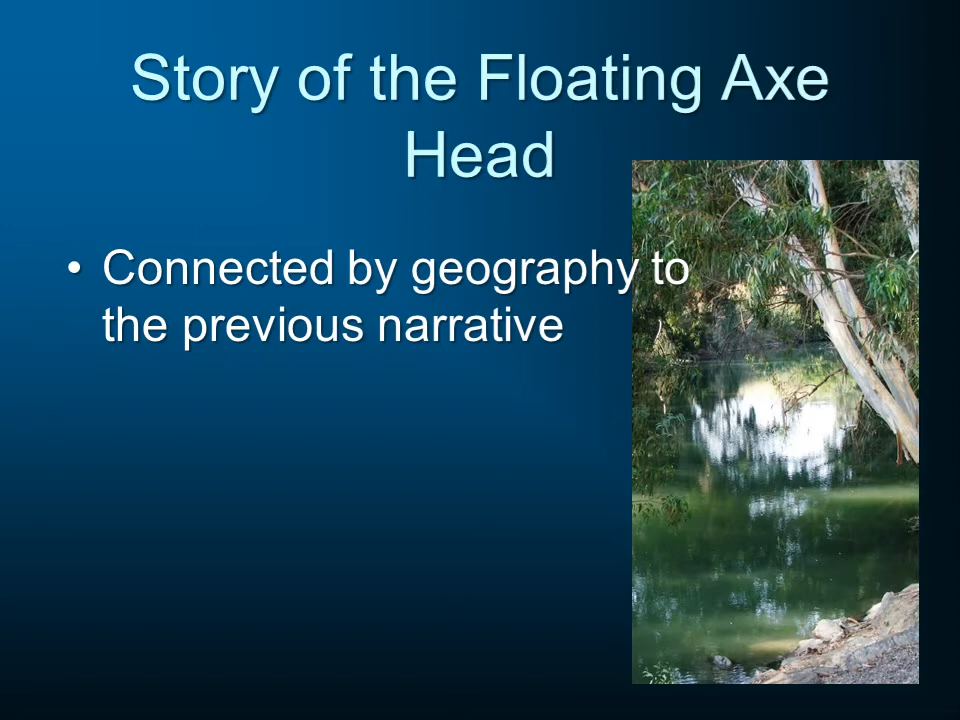 Story of the Floating Axe
Head
• Connected by geography to
the previous narrative